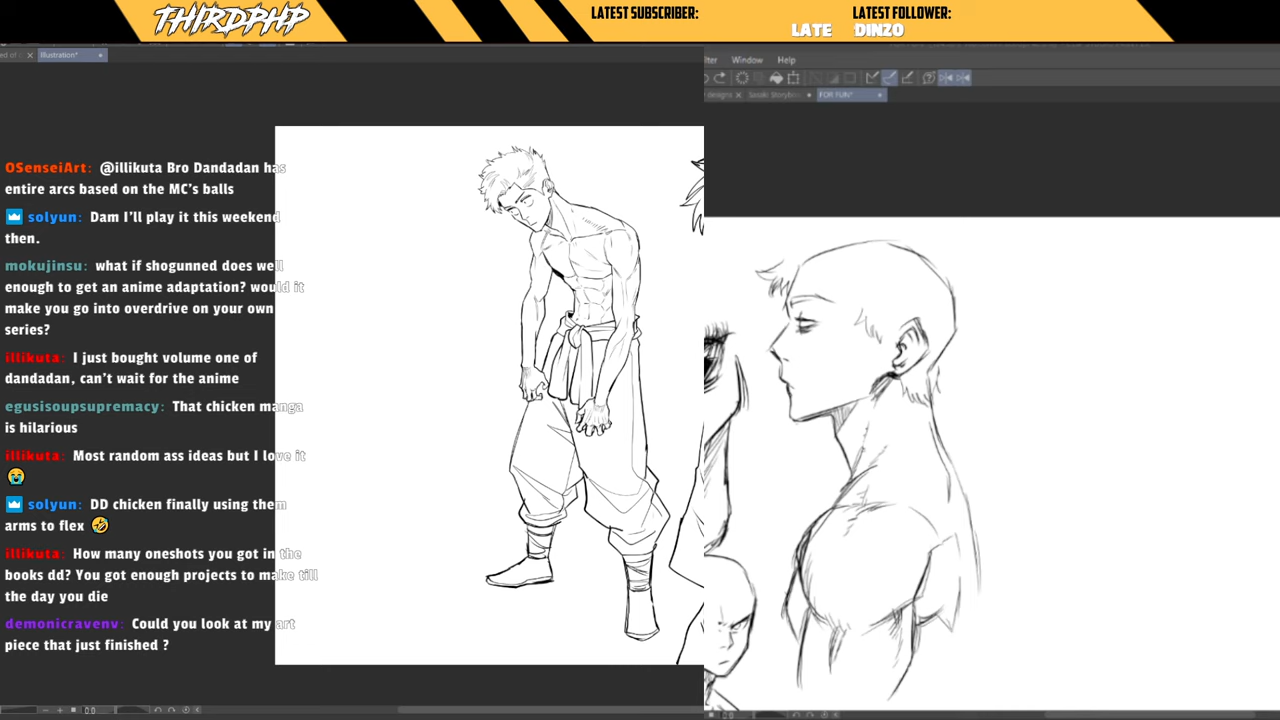 THIRDPHP
LATEST SUBSCRIBER:
LATE
LATEST FOLLOWER:
DINZO
Illustration*
Window Help
FOR FUN*
OSenseiArt: @illikuta Bro Dandadan has
entire arcs based on the MC's balls
solyun: Dam I'll play it this weekend
then.
mokujinsu: what if shogunned does well
enough to get an anime adaptation? would it
make you go into overdrive on your own
series?
illikuta: I just bought volume one of
dandadan, can't wait for the anime
egusisoupsupremacy: That chicken manga
is hilarious
illikuta: Most random ass ideas but I love it
😭
solyun: DD chicken finally using them
arms to flex 🤣
illikuta: How many oneshots you got in the
books dd? You got enough projects to make till
the day you die
demonicravenv: Could you look at my art
piece that just finished ?